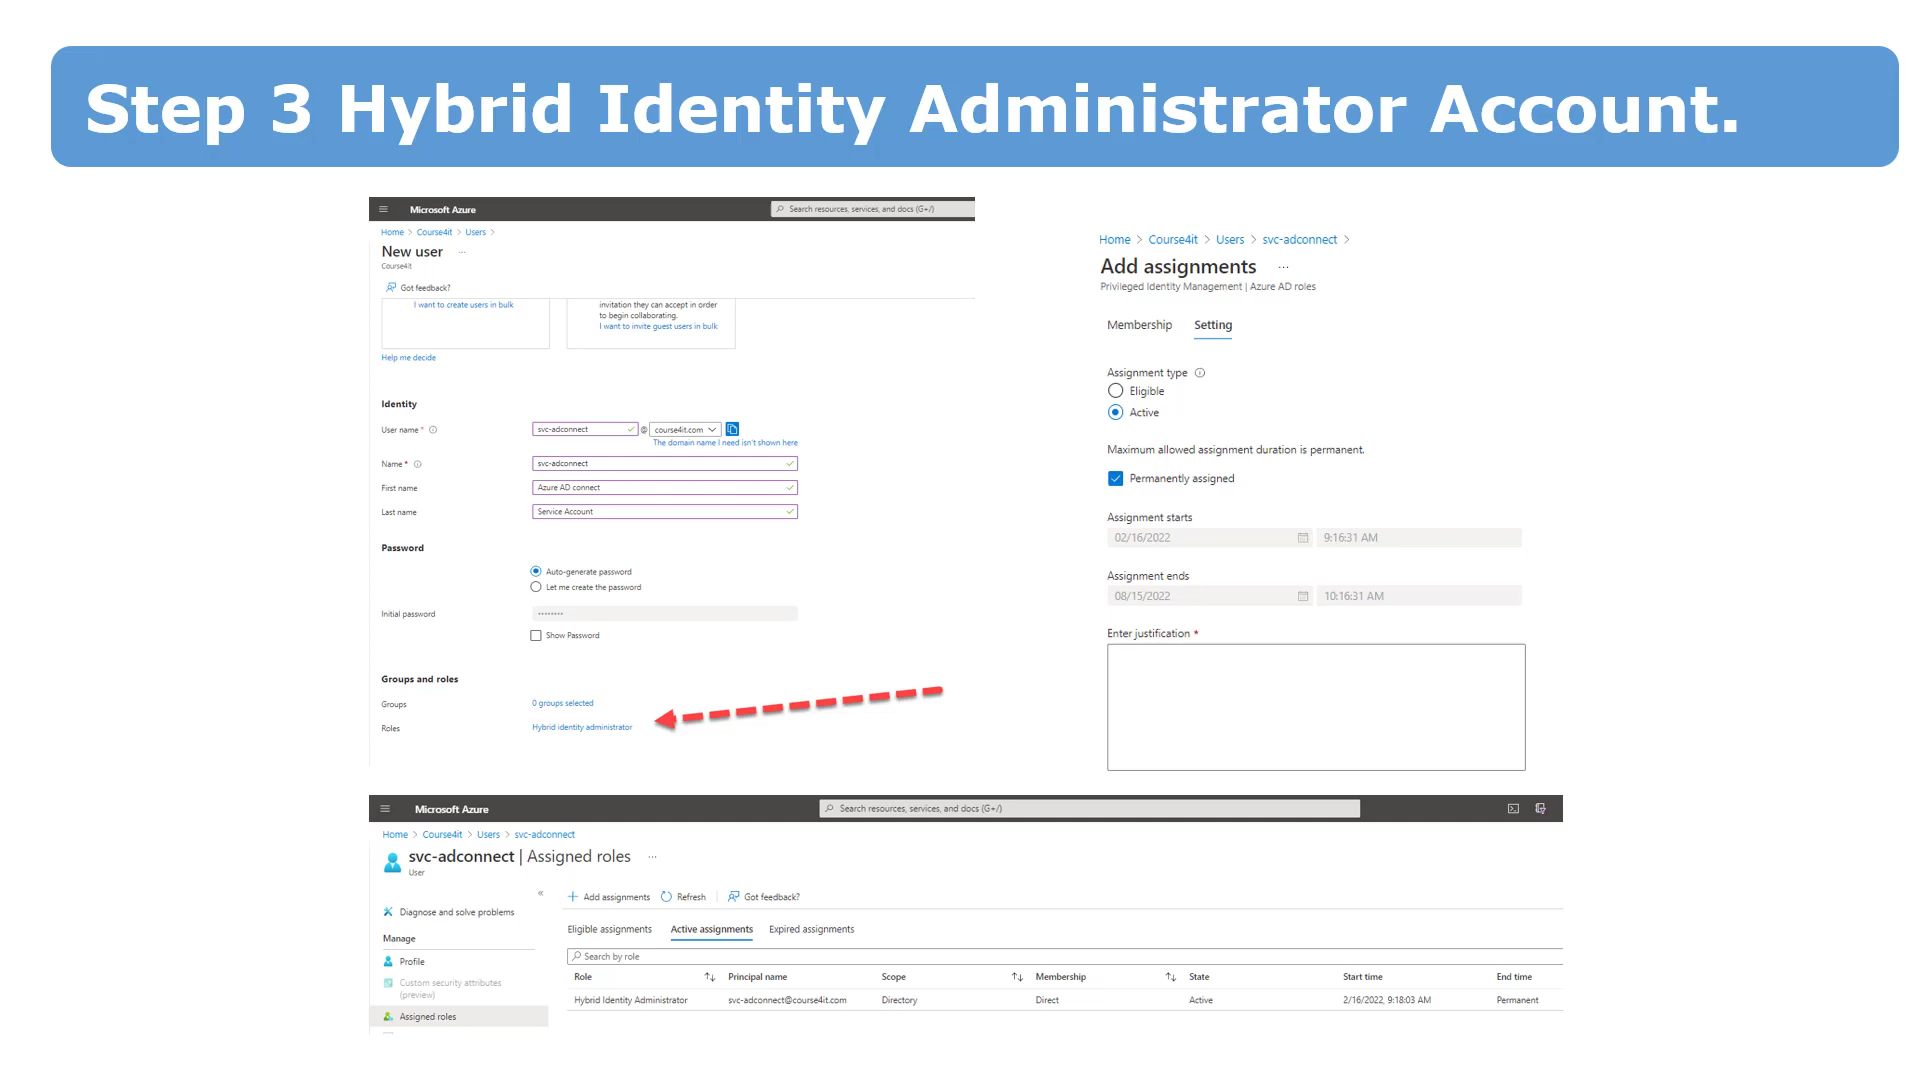 Step 3 Hybrid Identity Administrator Account.
Microsoft Azure
Search resources, services, and docs (G+/)
Home > Course4it > Users >
New user ...
Course4it
Got feedback?
I want to create users in bulk
invitation they can accept in order
to begin collaborating.
I want to invite guest users in bulk
Help me decide
Identity
User name * svc-adconnect @ course4it.com
The domain name I need isn't shown here
Name * svc-adconnect
First name Azure AD connect
Last name Service Account
Password
Auto-generate password
Let me create the password
Initial password ••••••••
Show Password
Groups and roles
Groups 0 groups selected
Roles Hybrid identity administrator
Home > Course4it > Users > svc-adconnect >
Add assignments ...
Privileged Identity Management | Azure AD roles
Membership Setting
Assignment type
Eligible
Active
Maximum allowed assignment duration is permanent.
Permanently assigned
Assignment starts
02/16/2022 9:16:31 AM
Assignment ends
08/15/2022 10:16:31 AM
Enter justification *
Microsoft Azure
Search resources, services, and docs (G+/)
Home > Course4it > Users > svc-adconnect
svc-adconnect | Assigned roles ...
User
«
Add assignments Refresh Got feedback?
Diagnose and solve problems
Manage
Profile
Custom security attributes
(preview)
Assigned roles
Eligible assignments Active assignments Expired assignments
Search by role
Role Principal name Scope Membership State Start time End time
Hybrid Identity Administrator svc-adconnect@course4it.com Directory Direct Active 2/16/2022, 9:18:03 AM Permanent